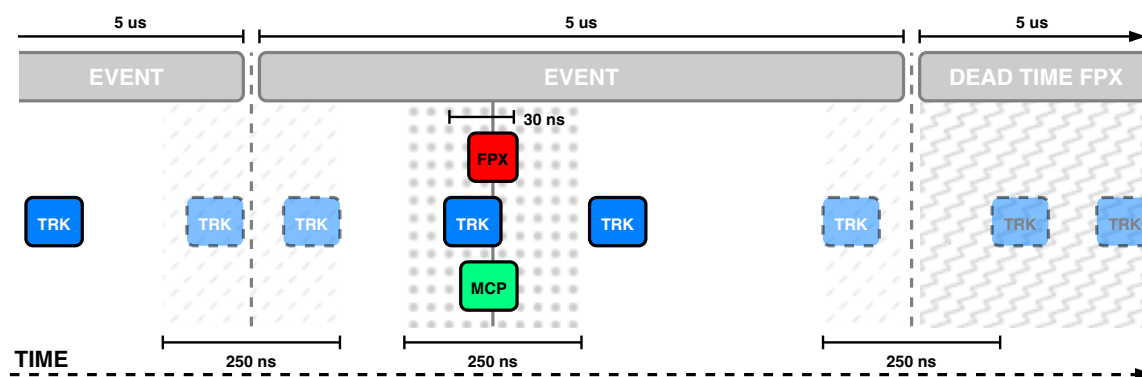 5 us 5 us 5 us
EVENT EVENT DEAD TIME FPX
30 ns
FPX
TRK TRK TRK TRK TRK TRK TRK TRK
MCP
TIME 250 ns 250 ns 250 ns